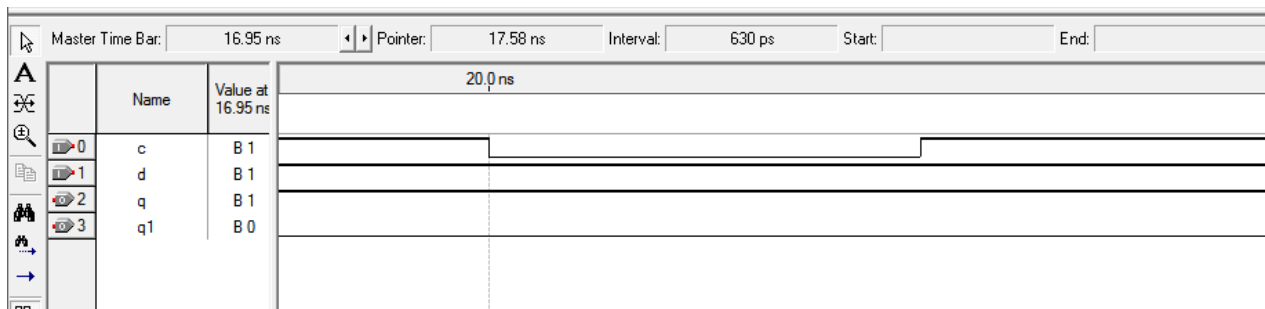 Master Time Bar: 16.95 ns Pointer: 17.58 ns Interval: 630 ps Start: End:
A
Name Value at 16.95 ns
20.0 ns
0 c B 1
1 d B 1
2 q B 1
3 q1 B 0